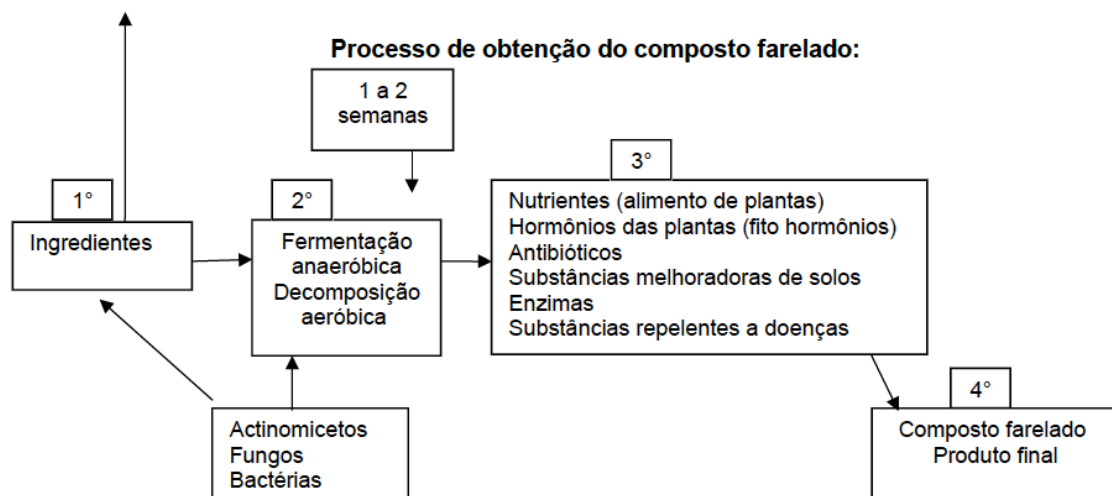 Processo de obtenção do composto farelado:
1 a 2
semanas
1°
Ingredientes
2°
Fermentação
anaeróbica
Decomposição
aeróbica
3°
Nutrientes (alimento de plantas)
Hormônios das plantas (fito hormônios)
Antibióticos
Substâncias melhoradoras de solos
Enzimas
Substâncias repelentes a doenças
Actinomicetos
Fungos
Bactérias
4°
Composto farelado
Produto final